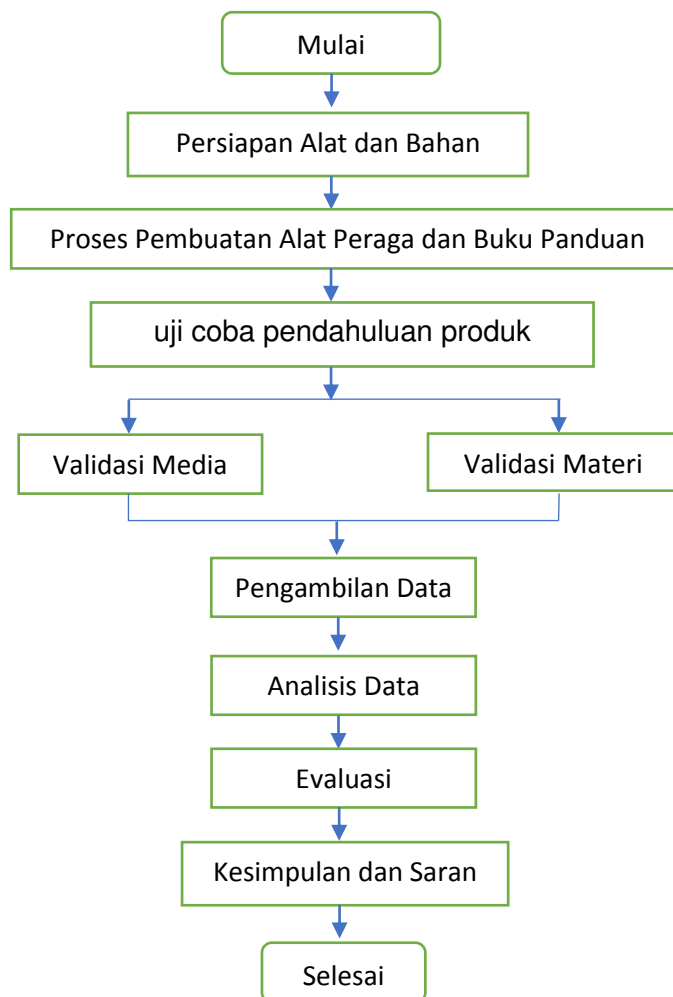 Mulai
Persiapan Alat dan Bahan
Proses Pembuatan Alat Peraga dan Buku Panduan
uji coba pendahuluan produk
Validasi Media
Validasi Materi
Pengambilan Data
Analisis Data
Evaluasi
Kesimpulan dan Saran
Selesai